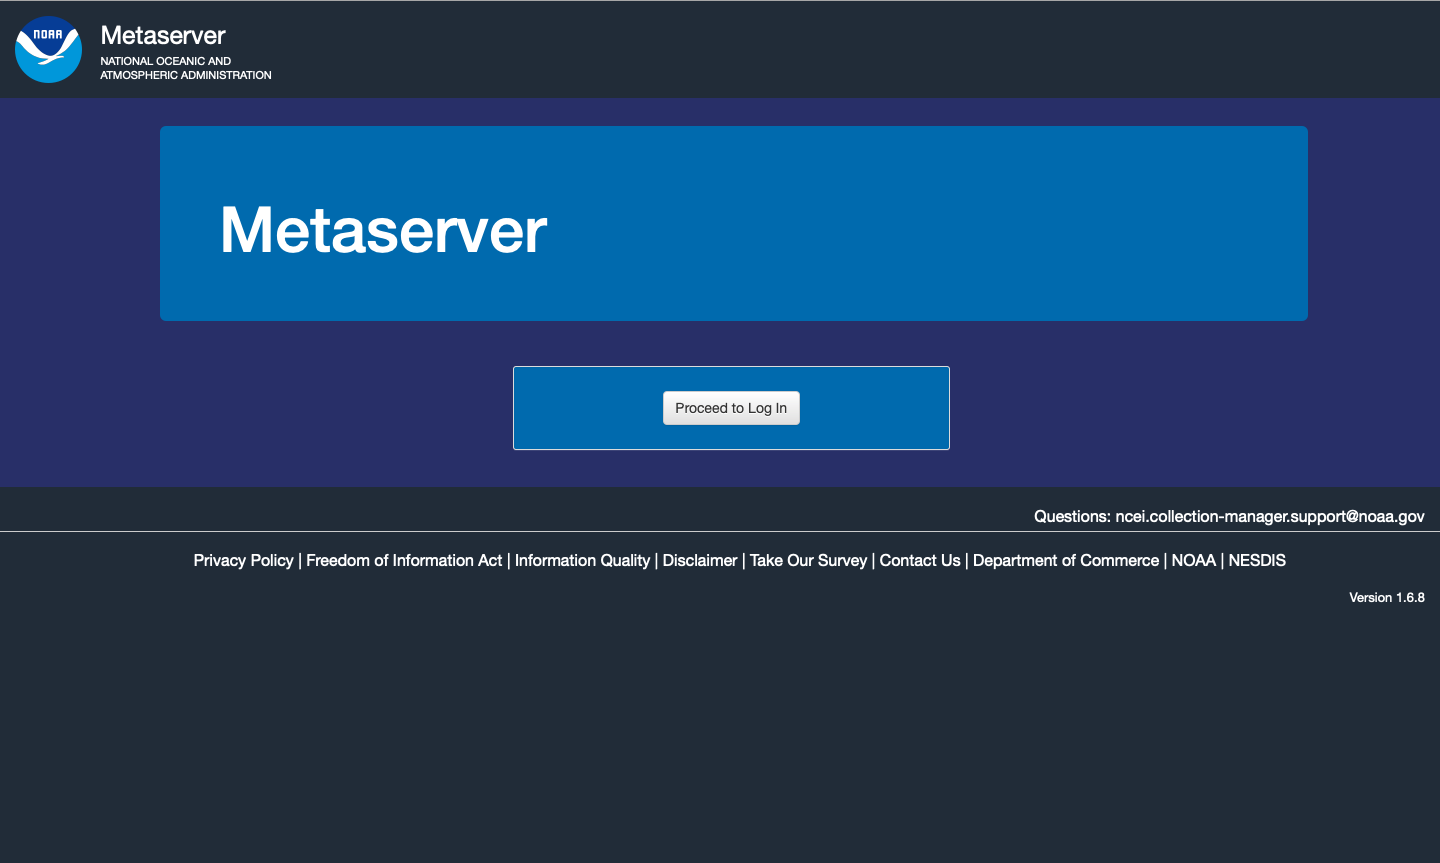 NOAA
Metaserver
NATIONAL OCEANIC AND
ATMOSPHERIC ADMINISTRATION
Metaserver
Proceed to Log In
Questions: ncei.collection-manager.support@noaa.gov
Privacy Policy | Freedom of Information Act | Information Quality | Disclaimer | Take Our Survey | Contact Us | Department of Commerce | NOAA | NESDIS
Version 1.6.8